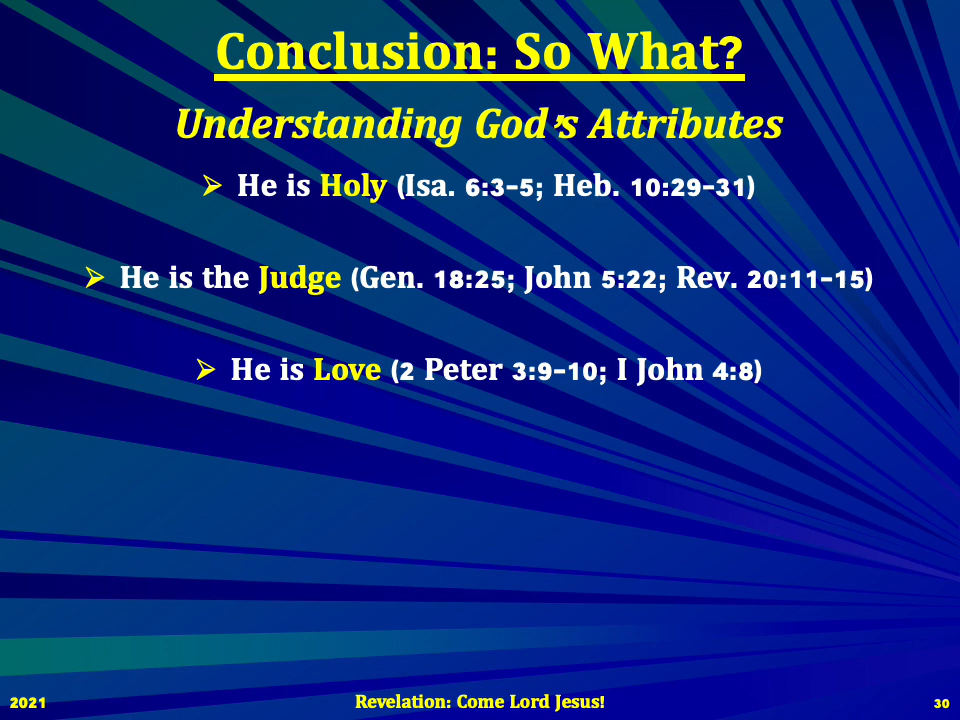 Conclusion: So What?
Understanding God's Attributes
➢ He is Holy (Isa. 6:3-5; Heb. 10:29-31)
➢ He is the Judge (Gen. 18:25; John 5:22; Rev. 20:11-15)
➢ He is Love (2 Peter 3:9-10; I John 4:8)
2021
Revelation: Come Lord Jesus!
30